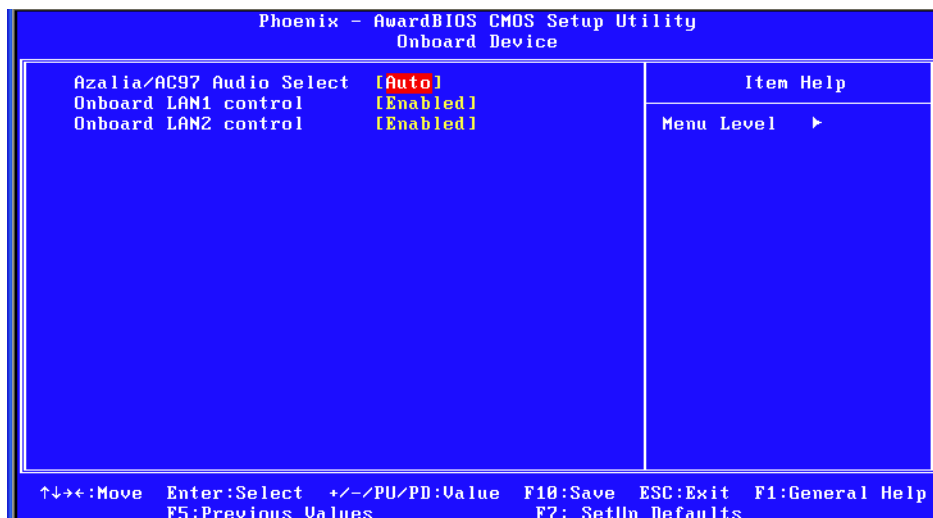 Phoenix - AwardBIOS CMOS Setup Utility
Onboard Device
Azalia/AC97 Audio Select [Auto]
Onboard LAN1 control [Enabled]
Onboard LAN2 control [Enabled]
Item Help
Menu Level ►
↑↓→←:Move Enter:Select +/-/PU/PD:Value F10:Save ESC:Exit F1:General Help
F5:Previous Values F7: SetUp Defaults